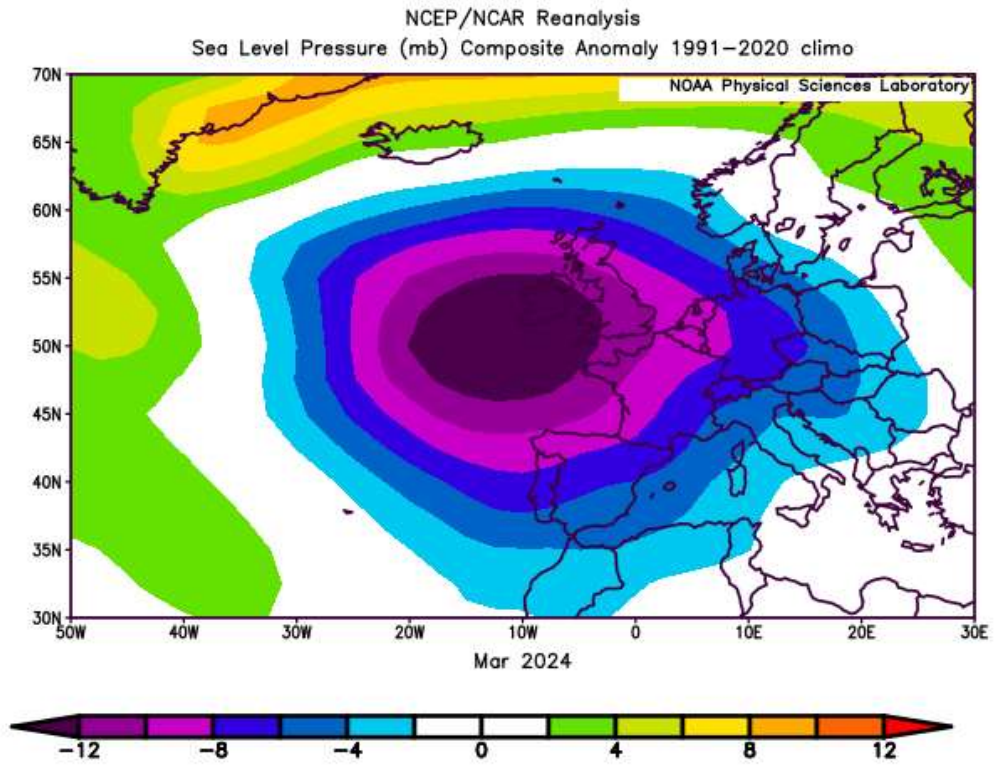 NCEP/NCAR Reanalysis
Sea Level Pressure (mb) Composite Anomaly 1991–2020 climo
NOAA Physical Sciences Laboratory
70N
65N
60N
55N
50N
45N
40N
35N
30N
50W 40W 30W 20W 10W 0 10E 20E 30E
Mar 2024
−12 −8 −4 0 4 8 12